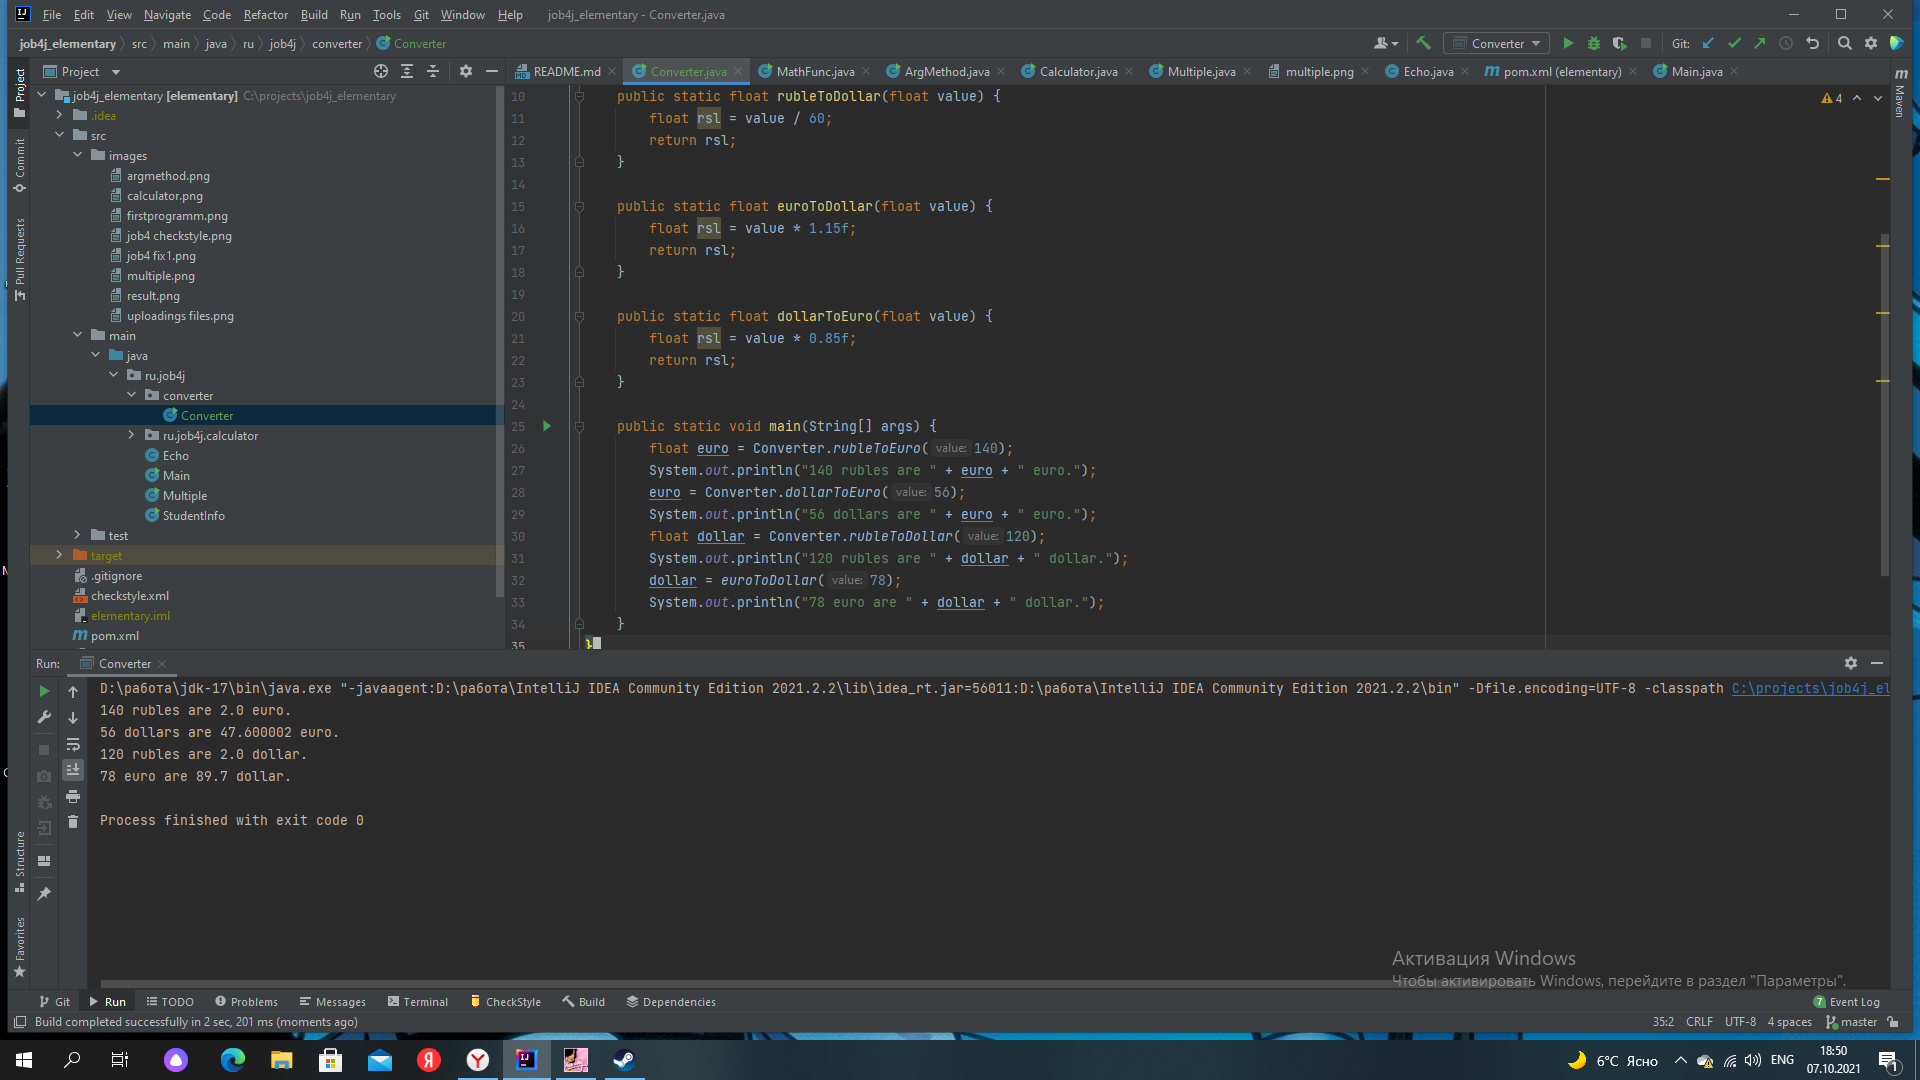 File Edit View Navigate Code Refactor Build Run Tools Git Window Help job4j_elementary - Converter.java
job4j_elementary src main java ru job4j converter Converter
Converter Git:
Project
README.md Converter.java MathFunc.java ArgMethod.java Calculator.java Multiple.java multiple.png Echo.java pom.xml (elementary) Main.java
Project
Commit
Pull Requests
Structure
Favorites
Maven
job4j_elementary [elementary] C:\projects\job4j_elementary
.idea
src
images
argmethod.png
calculator.png
firstprogramm.png
job4 checkstyle.png
job4 fix1.png
multiple.png
result.png
uploadings files.png
main
java
ru.job4j
converter
Converter
ru.job4j.calculator
Echo
Main
Multiple
StudentInfo
test
target
.gitignore
checkstyle.xml
elementary.iml
pom.xml
4
10 public static float rubleToDollar(float value) {
11 float rsl = value / 60;
12 return rsl;
13 }
14
15 public static float euroToDollar(float value) {
16 float rsl = value * 1.15f;
17 return rsl;
18 }
19
20 public static float dollarToEuro(float value) {
21 float rsl = value * 0.85f;
22 return rsl;
23 }
24
25 public static void main(String[] args) {
26 float euro = Converter.rubleToEuro( value: 140);
27 System.out.println("140 rubles are " + euro + " euro.");
28 euro = Converter.dollarToEuro( value: 56);
29 System.out.println("56 dollars are " + euro + " euro.");
30 float dollar = Converter.rubleToDollar( value: 120);
31 System.out.println("120 rubles are " + dollar + " dollar.");
32 dollar = euroToDollar( value: 78);
33 System.out.println("78 euro are " + dollar + " dollar.");
34 }
35 }
Run: Converter
D:\работа\jdk-17\bin\java.exe "-javaagent:D:\работа\IntelliJ IDEA Community Edition 2021.2.2\lib\idea_rt.jar=56011:D:\работа\IntelliJ IDEA Community Edition 2021.2.2\bin" -Dfile.encoding=UTF-8 -classpath C:\projects\job4j_el
140 rubles are 2.0 euro.
56 dollars are 47.600002 euro.
120 rubles are 2.0 dollar.
78 euro are 89.7 dollar.
Process finished with exit code 0
Активация Windows
Чтобы активировать Windows, перейдите в раздел "Параметры".
Git Run TODO Problems Messages Terminal CheckStyle Build Dependencies 7 Event Log
Build completed successfully in 2 sec, 201 ms (moments ago) 35:2 CRLF UTF-8 4 spaces master
6°C Ясно ENG 18:50
07.10.2021
1